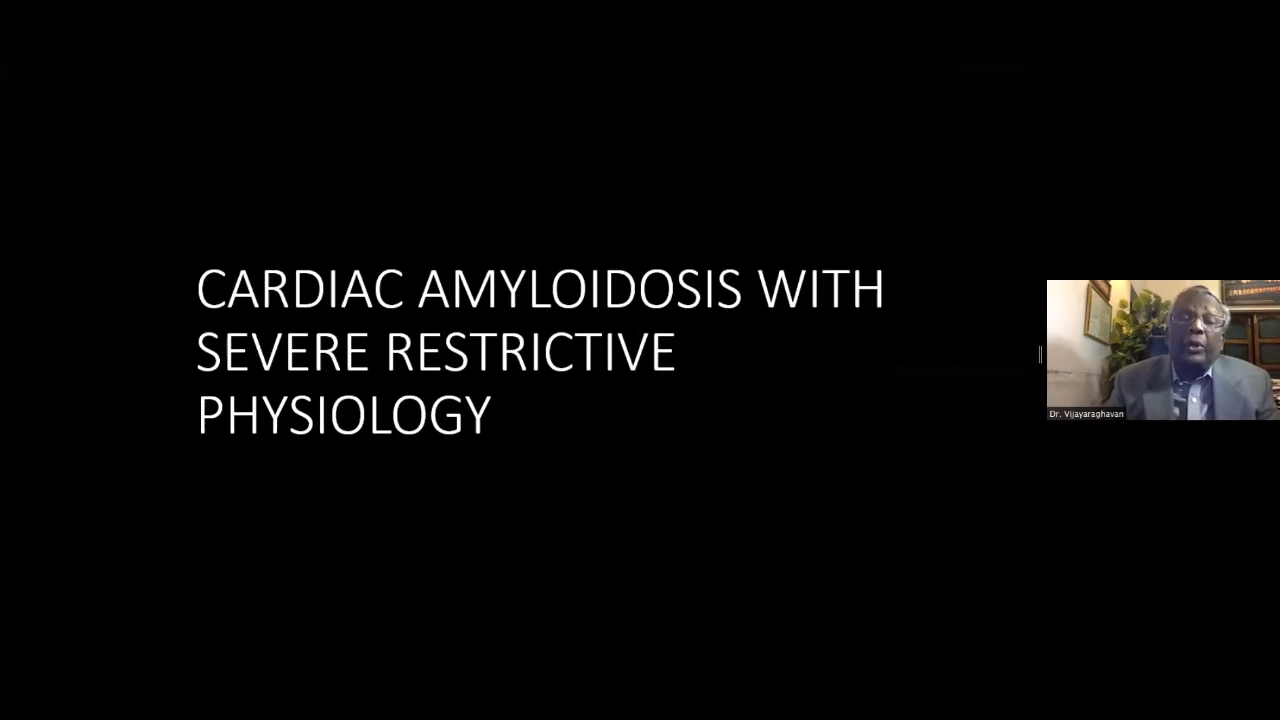 CARDIAC AMYLOIDOSIS WITH
SEVERE RESTRICTIVE
PHYSIOLOGY
Dr. Vijayaraghavan